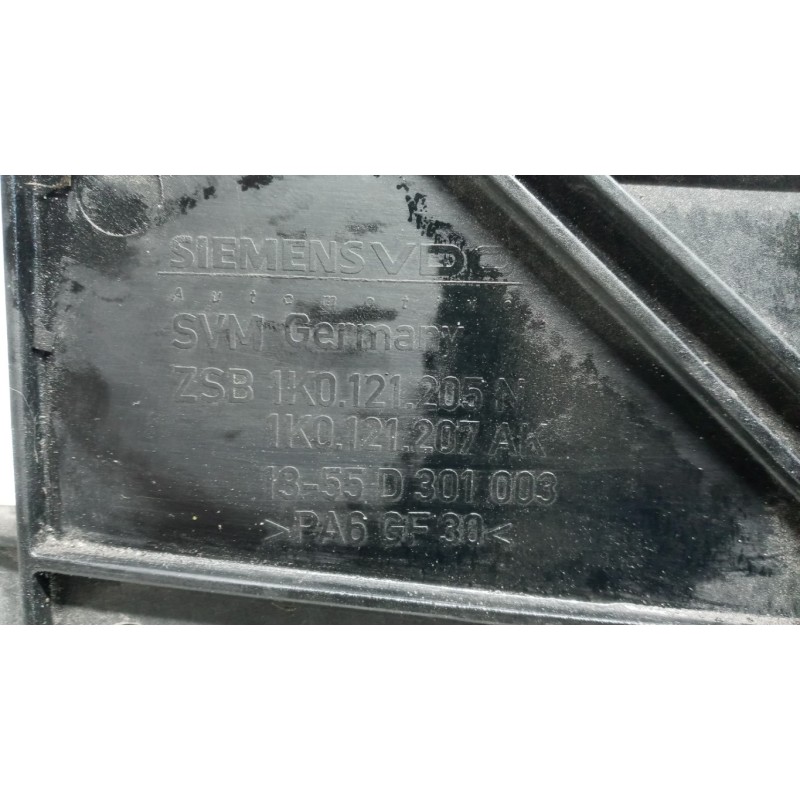 SIEMENS VDO
Automotive
SVM Germany
ZSB 1K0.121.205 N
1K0.121.207 AK
13-55 D 301 003
>PA6 GF 30<